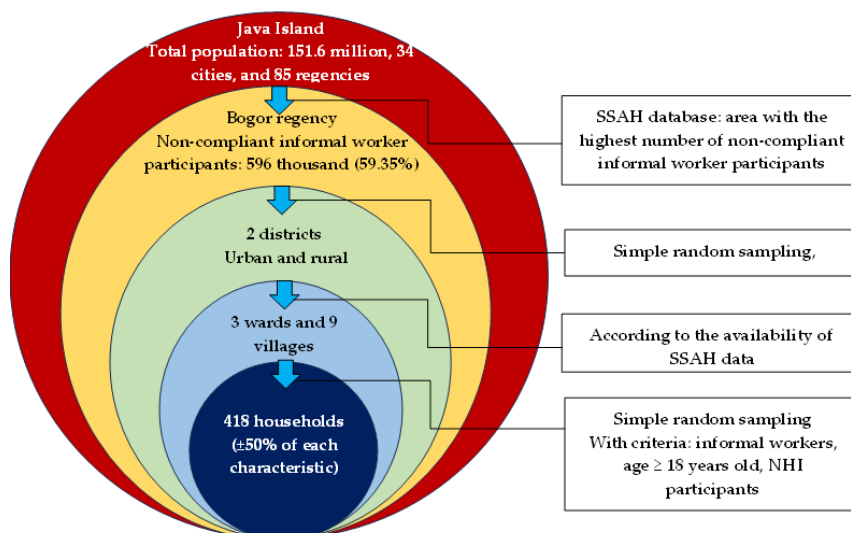 Java Island
Total population: 151.6 million, 34
cities, and 85 regencies
Bogor regency
Non-compliant informal worker
participants: 596 thousand (59.35%)
2 districts
Urban and rural
3 wards and 9
villages
418 households
(±50% of each
characteristic)
SSAH database: area with the
highest number of non-compliant
informal worker participants
Simple random sampling,
According to the availability of
SSAH data
Simple random sampling
With criteria: informal workers,
age ≥ 18 years old, NHI
participants